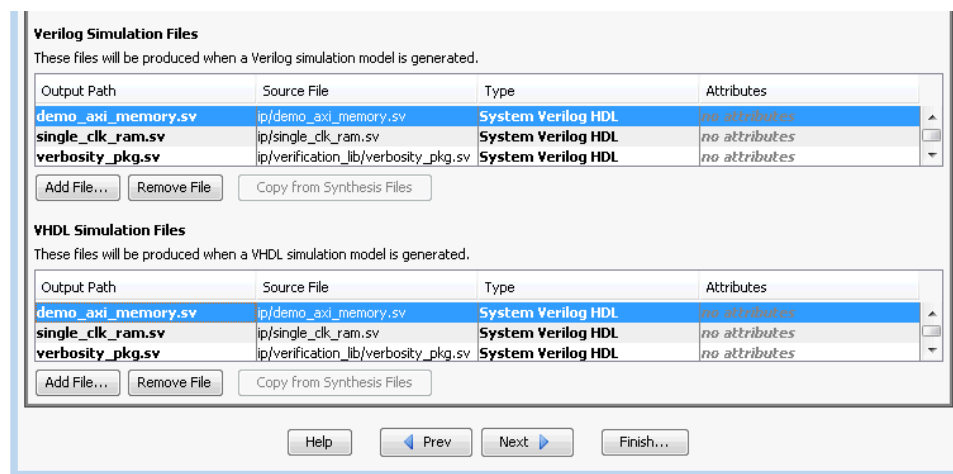 Verilog Simulation Files
These files will be produced when a Verilog simulation model is generated.
Output Path Source File Type Attributes
demo_axi_memory.sv ip/demo_axi_memory.sv System Verilog HDL no attributes
single_clk_ram.sv ip/single_clk_ram.sv System Verilog HDL no attributes
verbosity_pkg.sv ip/verification_lib/verbosity_pkg.sv System Verilog HDL no attributes
Add File... Remove File Copy from Synthesis Files
VHDL Simulation Files
These files will be produced when a VHDL simulation model is generated.
Output Path Source File Type Attributes
demo_axi_memory.sv ip/demo_axi_memory.sv System Verilog HDL no attributes
single_clk_ram.sv ip/single_clk_ram.sv System Verilog HDL no attributes
verbosity_pkg.sv ip/verification_lib/verbosity_pkg.sv System Verilog HDL no attributes
Add File... Remove File Copy from Synthesis Files
Help Prev Next Finish...